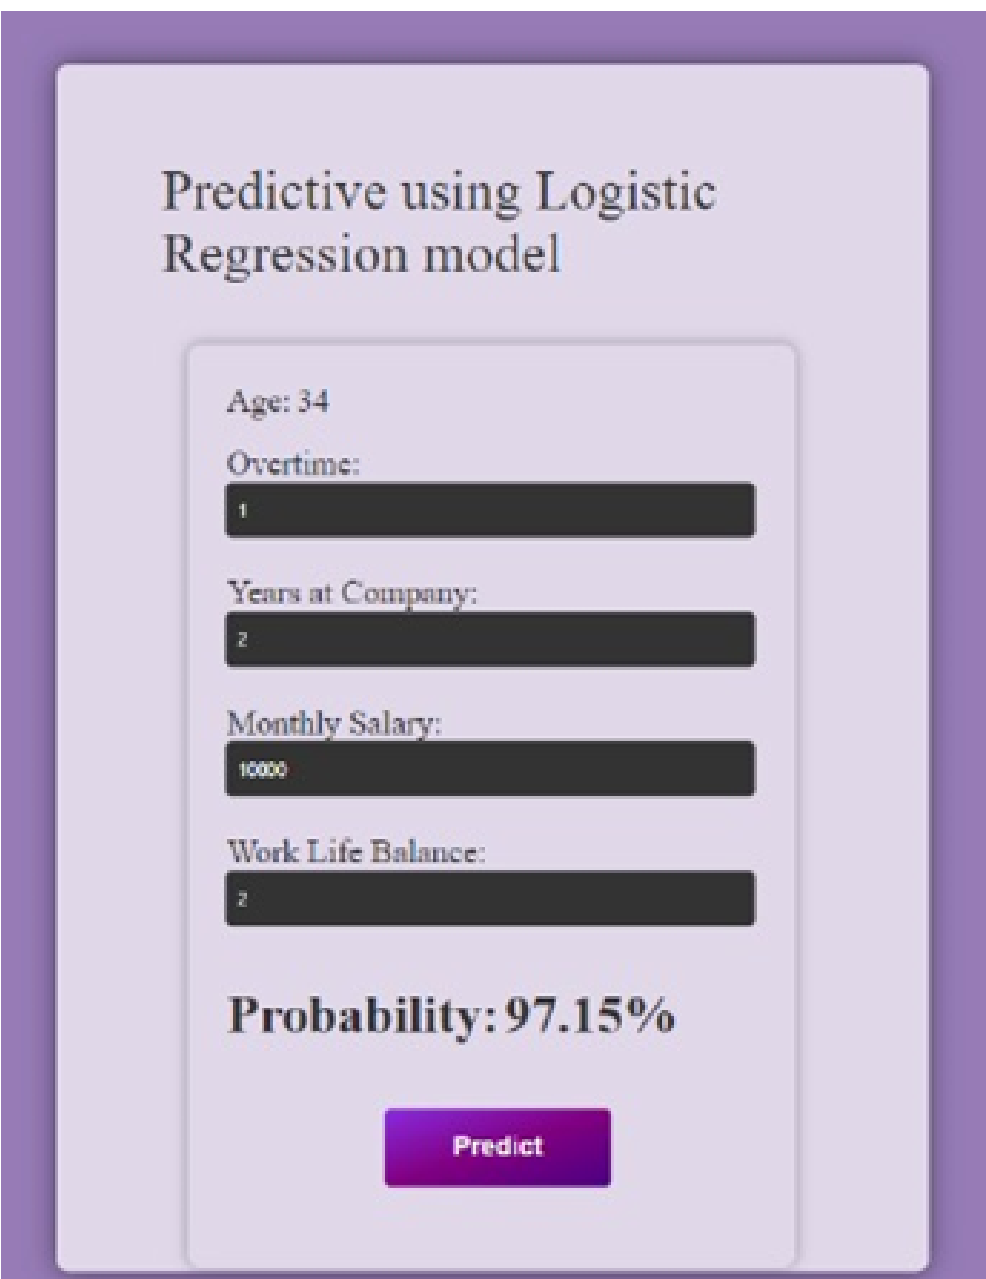 Predictive using Logistic
Regression model
Age: 34
Overtime:
1
Years at Company:
2
Monthly Salary:
10000
Work Life Balance:
2
Probability: 97.15%
Predict